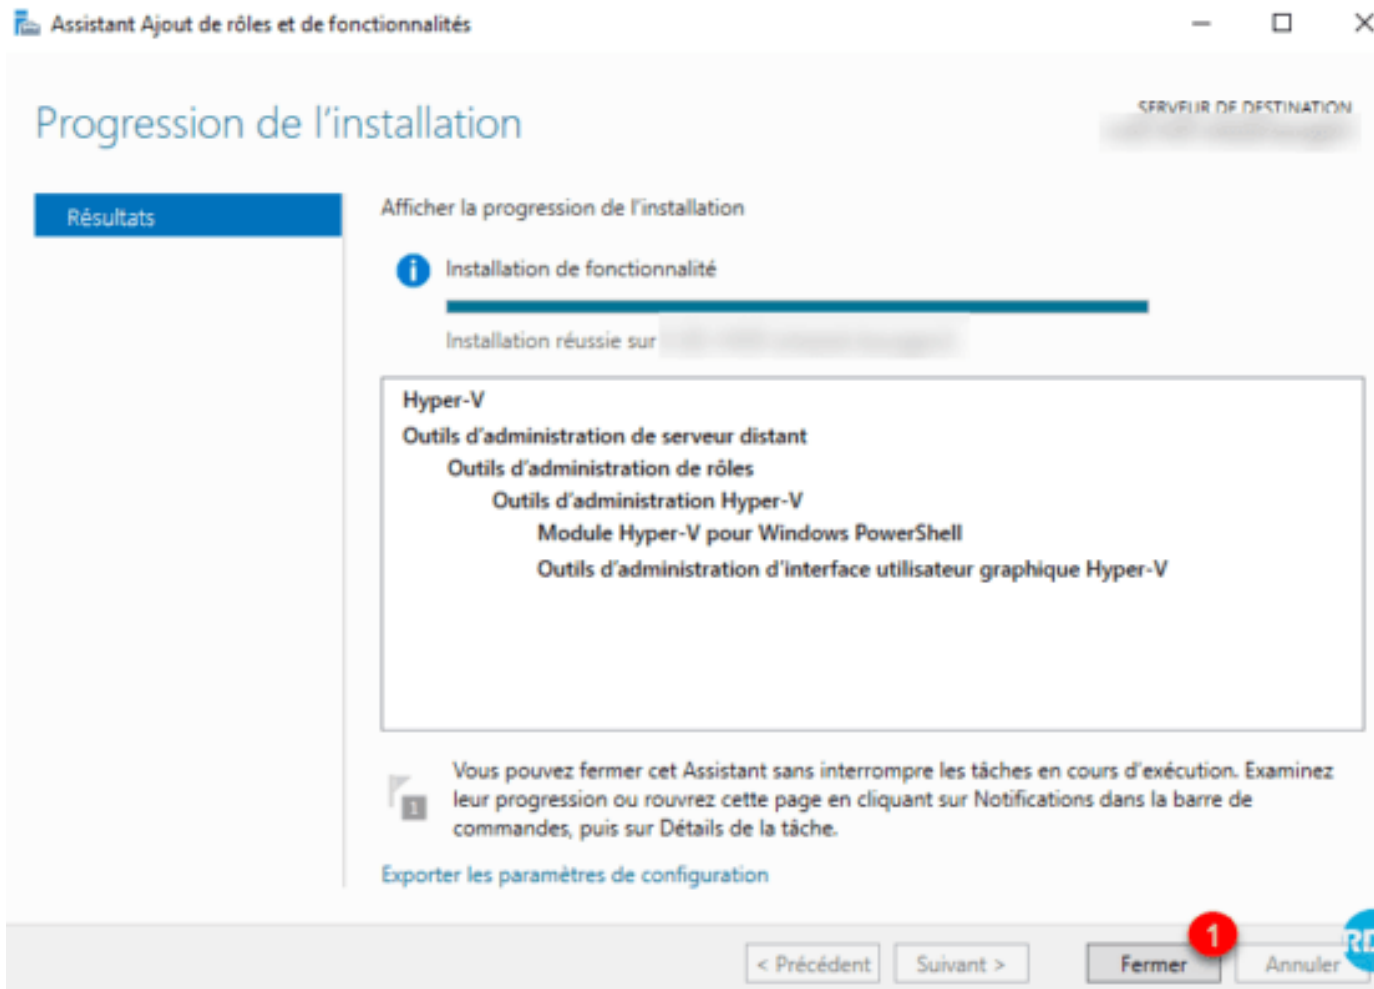 Assistant Ajout de rôles et de fonctionnalités
Progression de l'installation
SERVEUR DE DESTINATION
Résultats
Afficher la progression de l'installation
Installation de fonctionnalité
Installation réussie sur
Hyper-V
Outils d'administration de serveur distant
Outils d'administration de rôles
Outils d'administration Hyper-V
Module Hyper-V pour Windows PowerShell
Outils d'administration d'interface utilisateur graphique Hyper-V
Vous pouvez fermer cet Assistant sans interrompre les tâches en cours d'exécution. Examinez
leur progression ou rouvrez cette page en cliquant sur Notifications dans la barre de
commandes, puis sur Détails de la tâche.
1
Exporter les paramètres de configuration
1
< Précédent
Suivant >
Fermer
Annuler